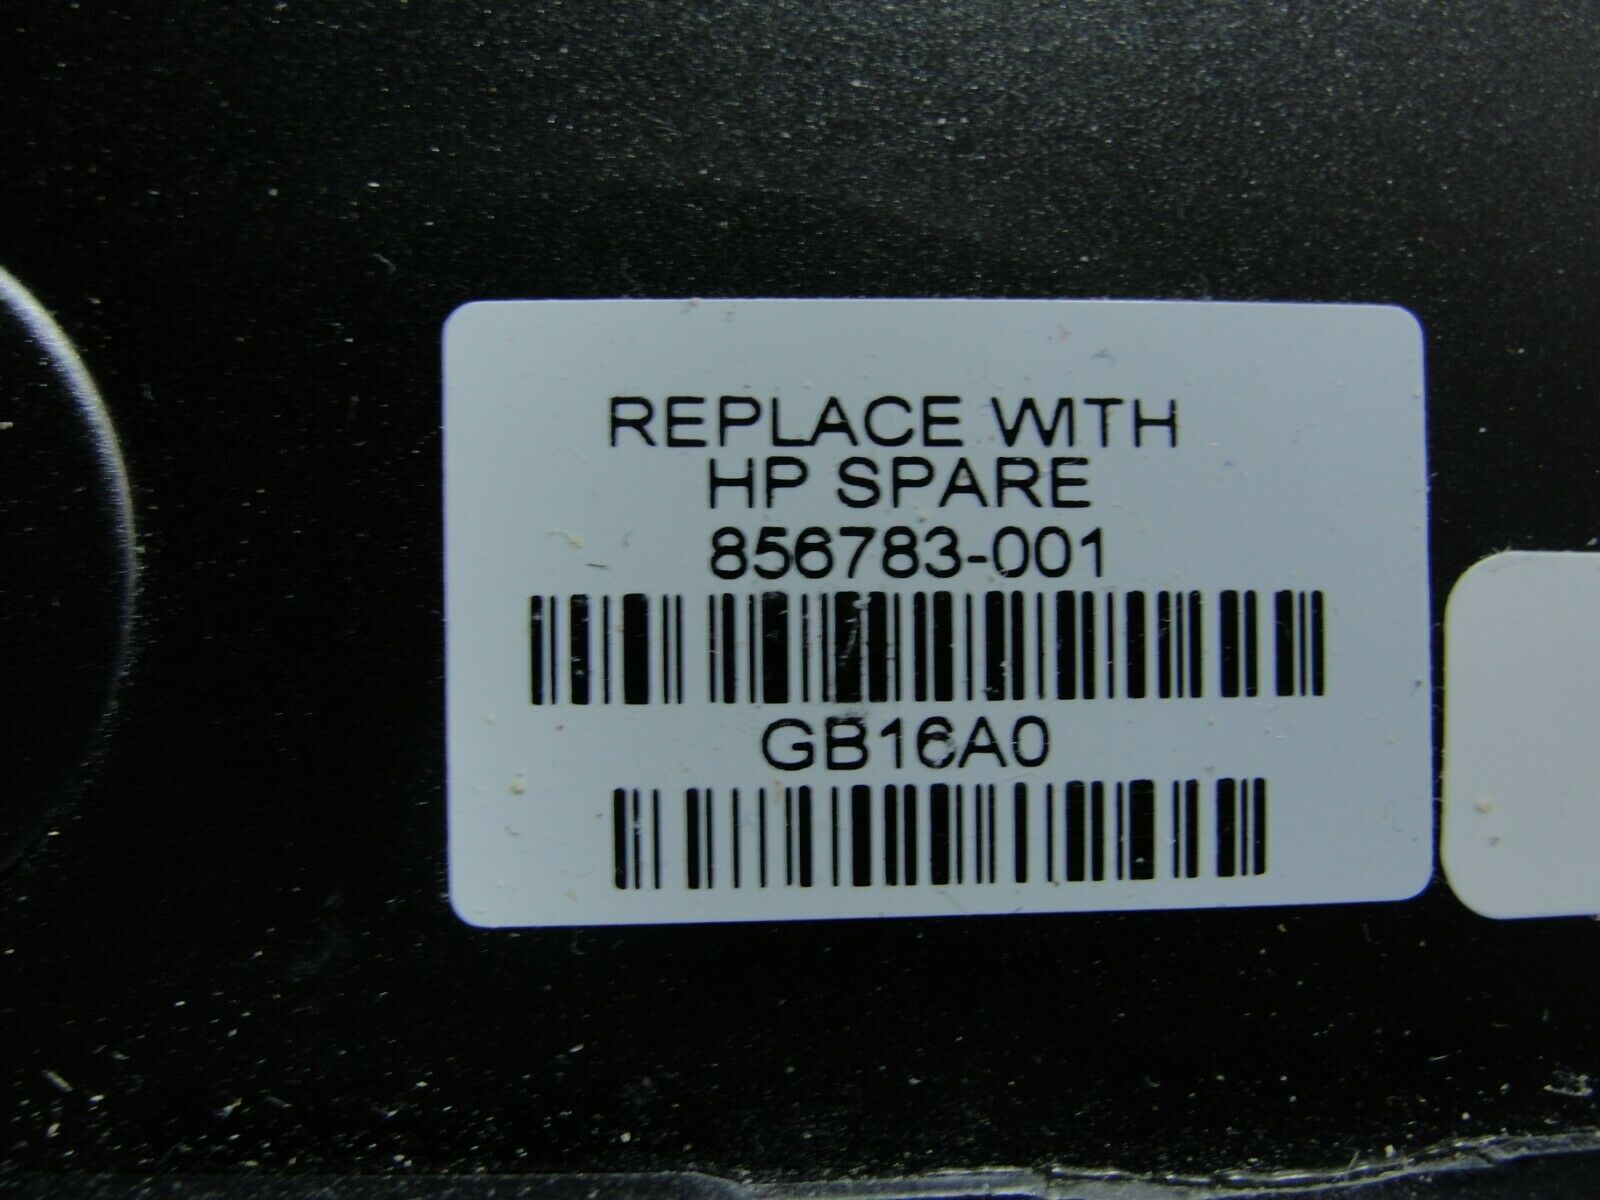 REPLACE WITH
HP SPARE
856783-001
GB16A0